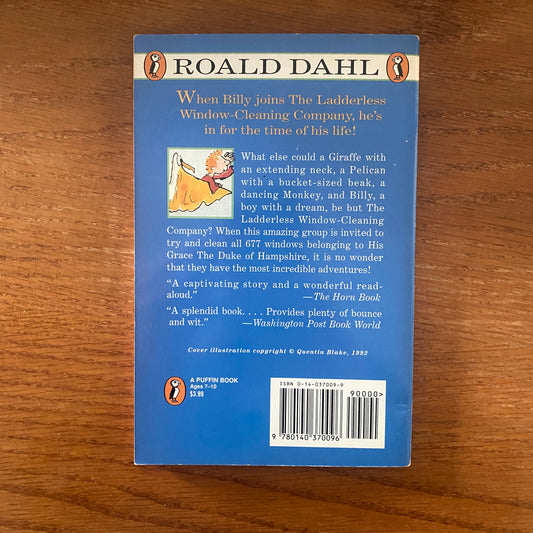 ROALD DAHL
When Billy joins The Ladderless
Window-Cleaning Company, he's
in for the time of his life!
What else could a Giraffe with
an extending neck, a Pelican
with a bucket-sized beak, a
dancing Monkey, and Billy, a
boy with a dream, be but The
Ladderless Window-Cleaning
Company? When this amazing group is invited to
try and clean all 677 windows belonging to His
Grace The Duke of Hampshire, it is no wonder
that they have the most incredible adventures!
“A captivating story and a wonderful read-
aloud.” —The Horn Book
“A splendid book. . . . Provides plenty of bounce
and wit.” —Washington Post Book World
Cover illustration copyright © Quentin Blake, 1992
A PUFFIN BOOK
Ages 7-10
$3.99
ISBN 0-14-037009-9
90000>
9 780140 370096